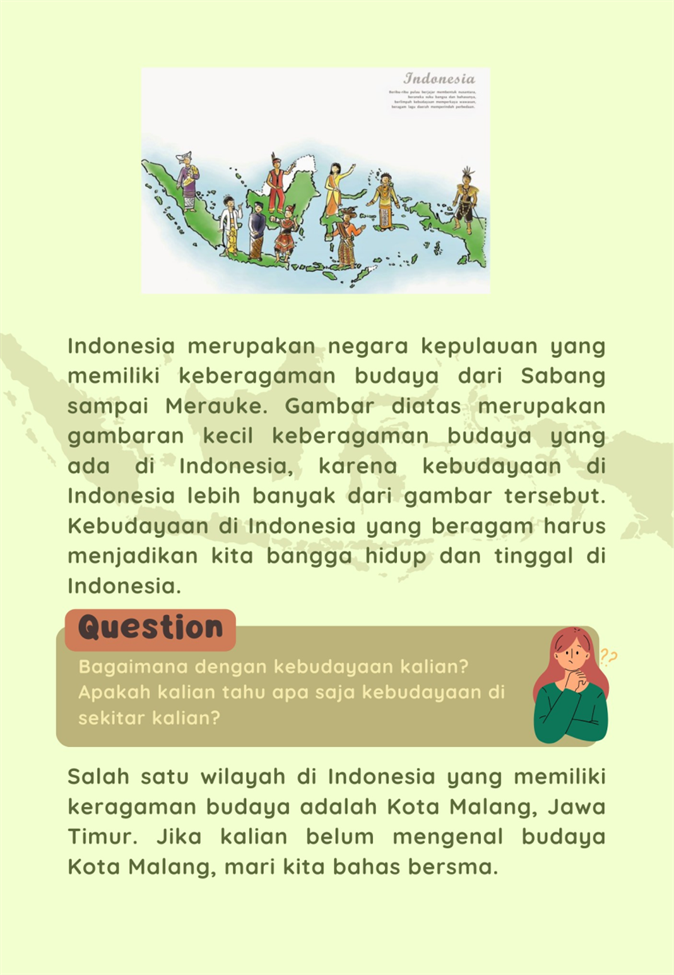 Indonesia
Indonesia merupakan negara kepulauan yang
memiliki keberagaman budaya dari Sabang
sampai Merauke. Gambar diatas merupakan
gambaran kecil keberagaman budaya yang
ada di Indonesia, karena kebudayaan di
Indonesia lebih banyak dari gambar tersebut.
Kebudayaan di Indonesia yang beragam harus
menjadikan kita bangga hidup dan tinggal di
Indonesia.
Question
Bagaimana dengan kebudayaan kalian?
Apakah kalian tahu apa saja kebudayaan di
sekitar kalian?
??
Salah satu wilayah di Indonesia yang memiliki
keragaman budaya adalah Kota Malang, Jawa
Timur. Jika kalian belum mengenal budaya
Kota Malang, mari kita bahas bersma.